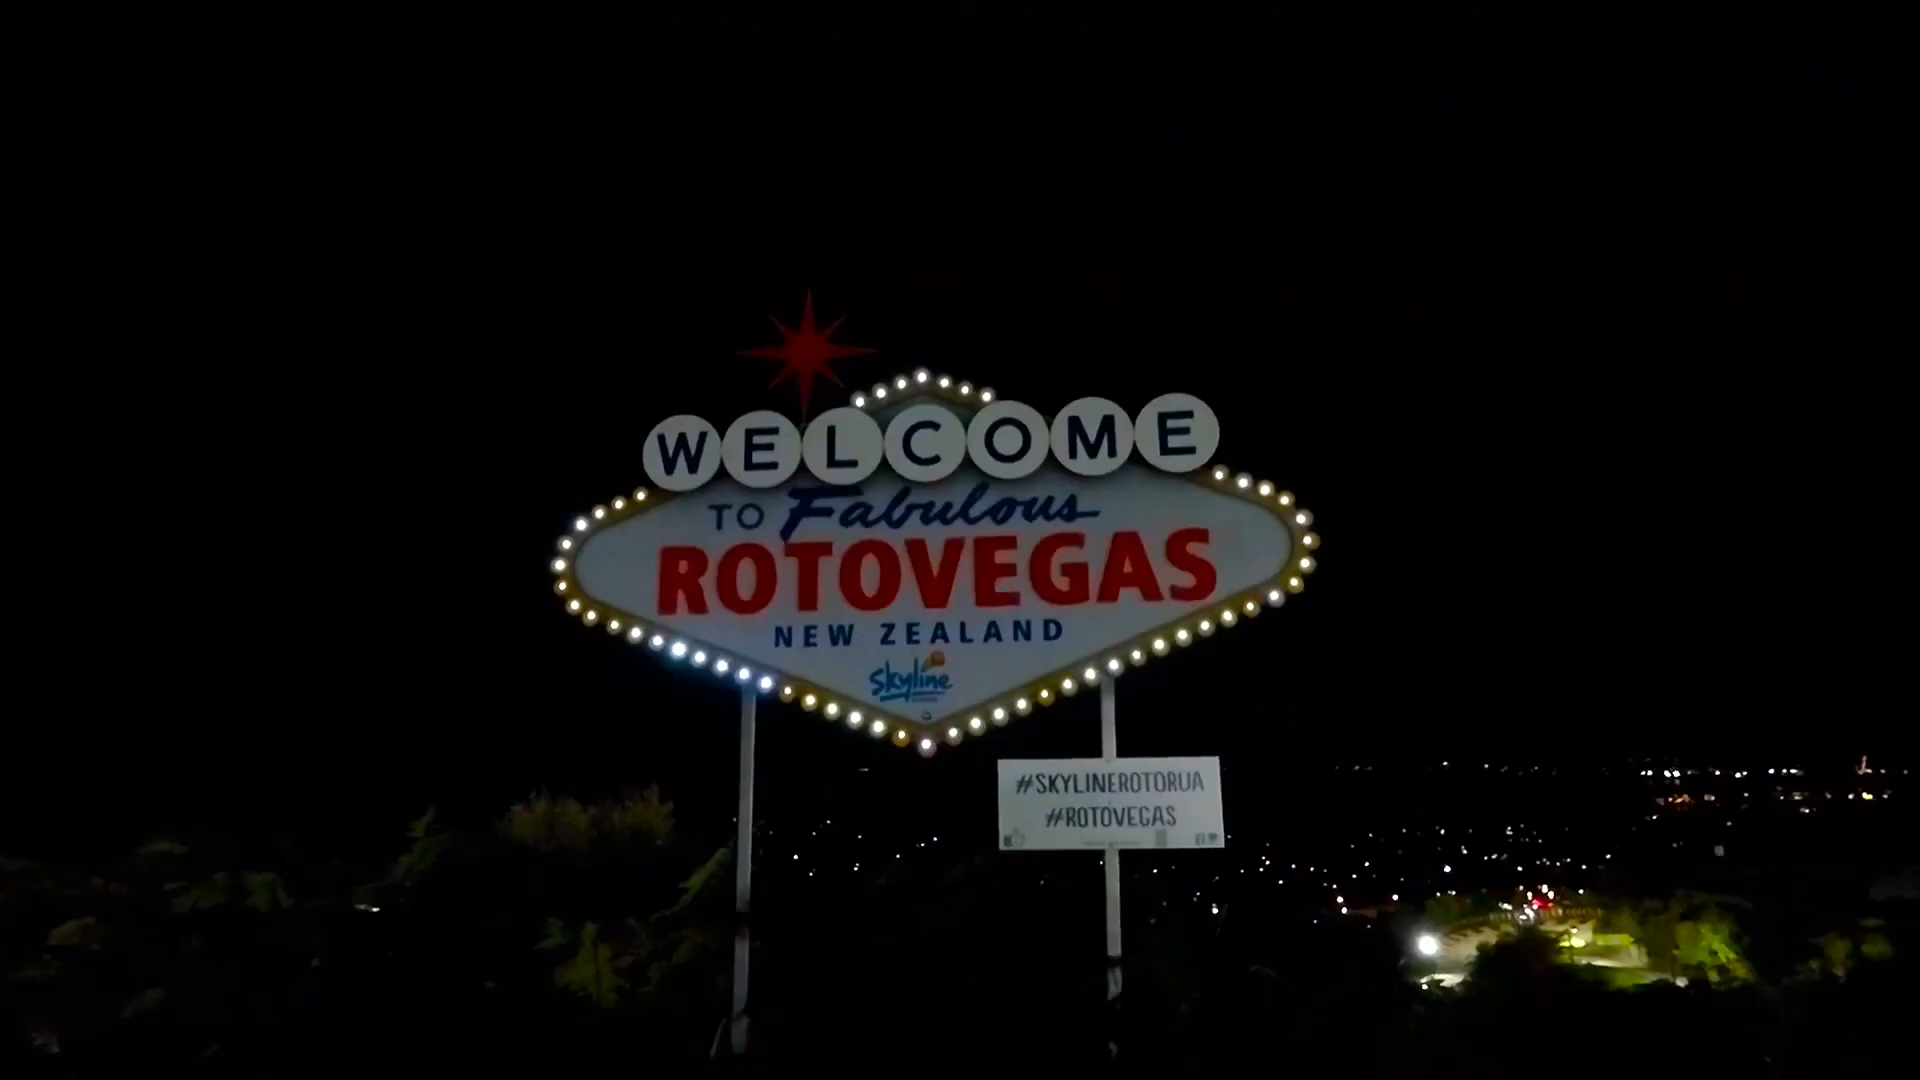 WELCOME
TO Fabulous
ROTOVEGAS
NEW ZEALAND
Skyline
#SKYLINEROTORUA
#ROTOVEGAS